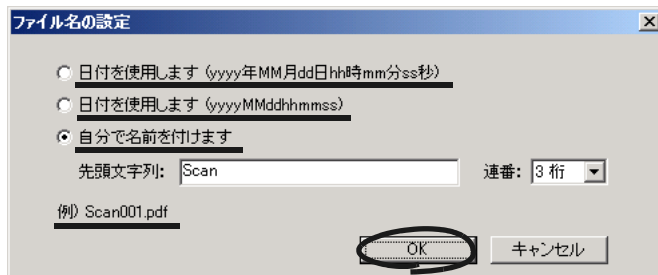 ファイル名の設定
日付を使用します (yyyy年MM月dd日hh時mm分ss秒)
日付を使用します (yyyyMMddhhmmss)
自分で名前を付けます
先頭文字列: Scan 連番: 3 桁
例) Scan001.pdf
OK キャンセル